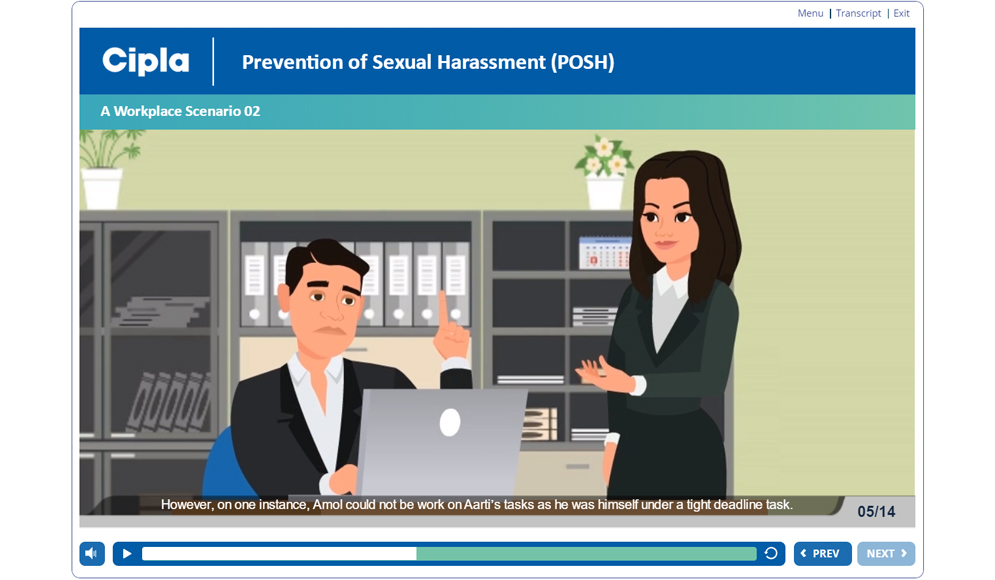 Menu | Transcript | Exit
Cipla
Prevention of Sexual Harassment (POSH)
A Workplace Scenario 02
However, on one instance, Amol could not be work on Aarti's tasks as he was himself under a tight deadline task.
05/14
PREV
NEXT